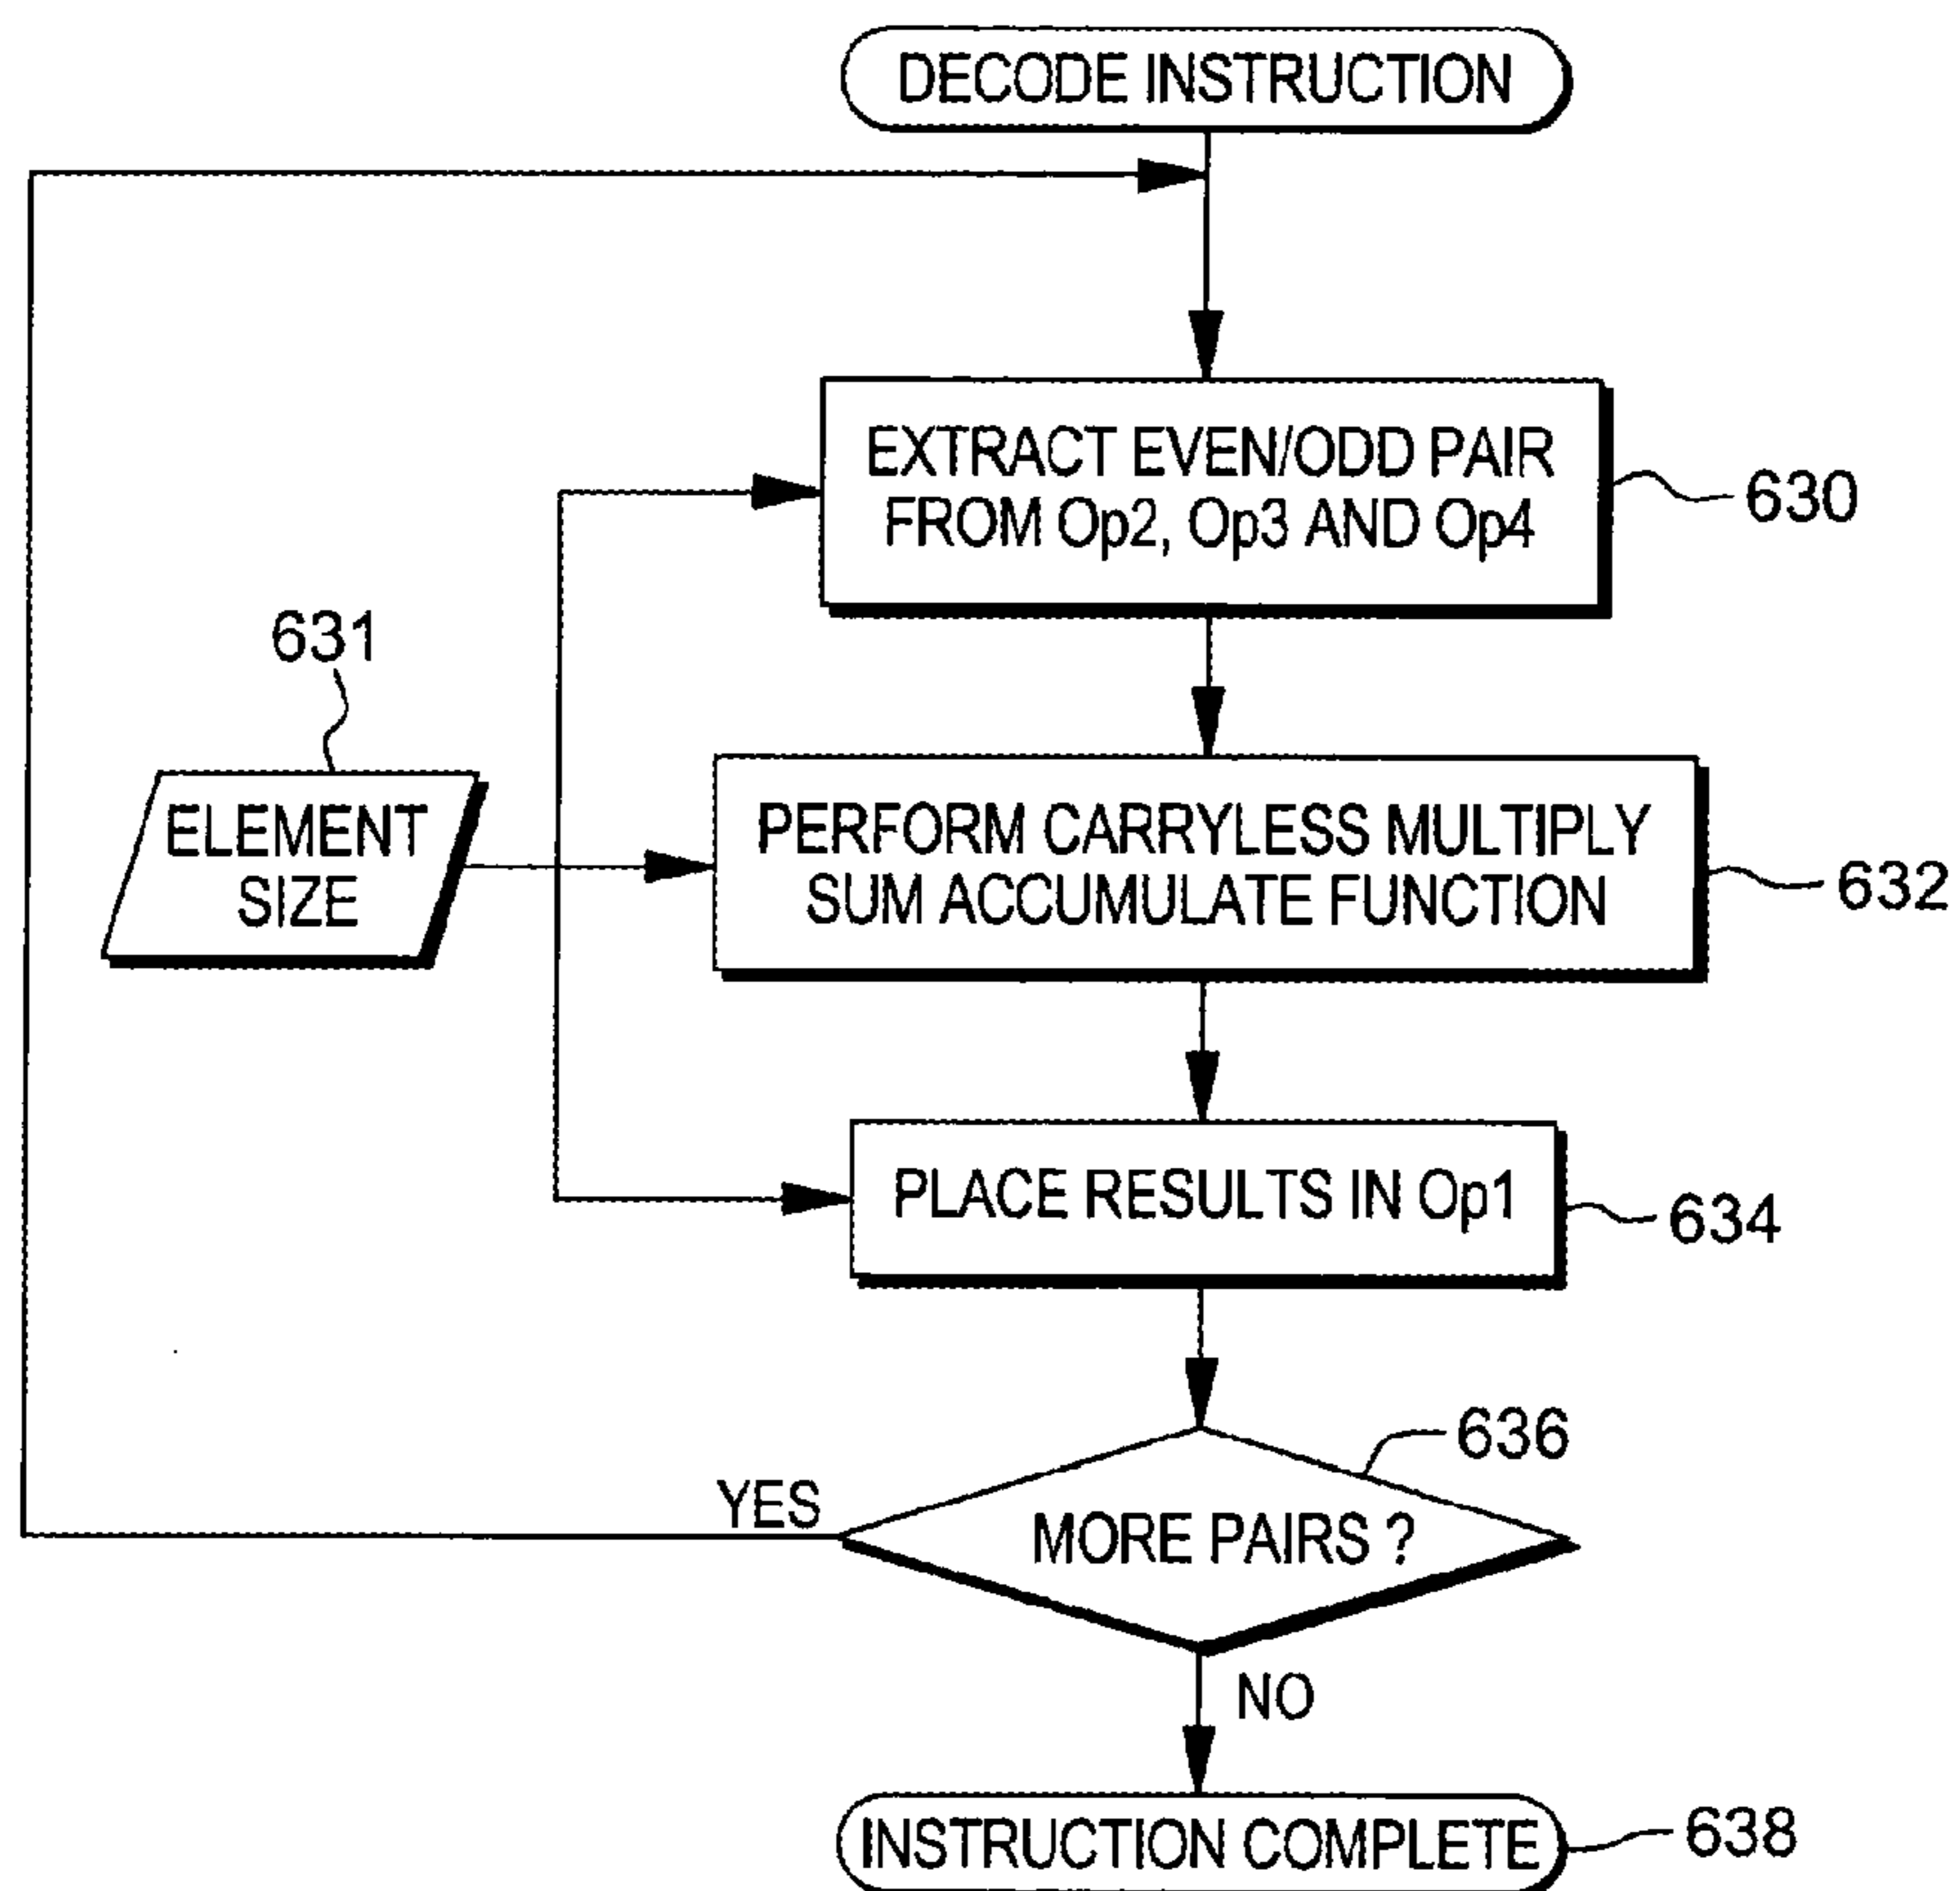 DECODE INSTRUCTION
EXTRACT EVEN/ODD PAIR
FROM Op2, Op3 AND Op4
630
631
ELEMENT
SIZE
PERFORM CARRYLESS MULTIPLY
SUM ACCUMULATE FUNCTION
632
PLACE RESULTS IN Op1
634
636
YES
MORE PAIRS ?
NO
INSTRUCTION COMPLETE
638